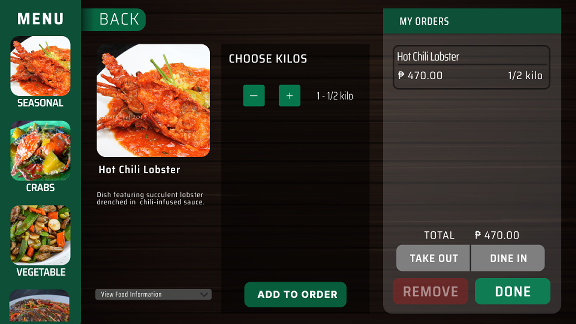 MENU
SEASONAL
CRABS
VEGETABLE
BACK
Hot Chili Lobster
Dish featuring succulent lobster
drenched in chili-infused sauce.
View Food Information
CHOOSE KILOS
− + 1 - 1/2 kilo
ADD TO ORDER
MY ORDERS
Hot Chili Lobster
₱ 470.00 1/2 kilo
TOTAL ₱ 470.00
TAKE OUT DINE IN
REMOVE DONE